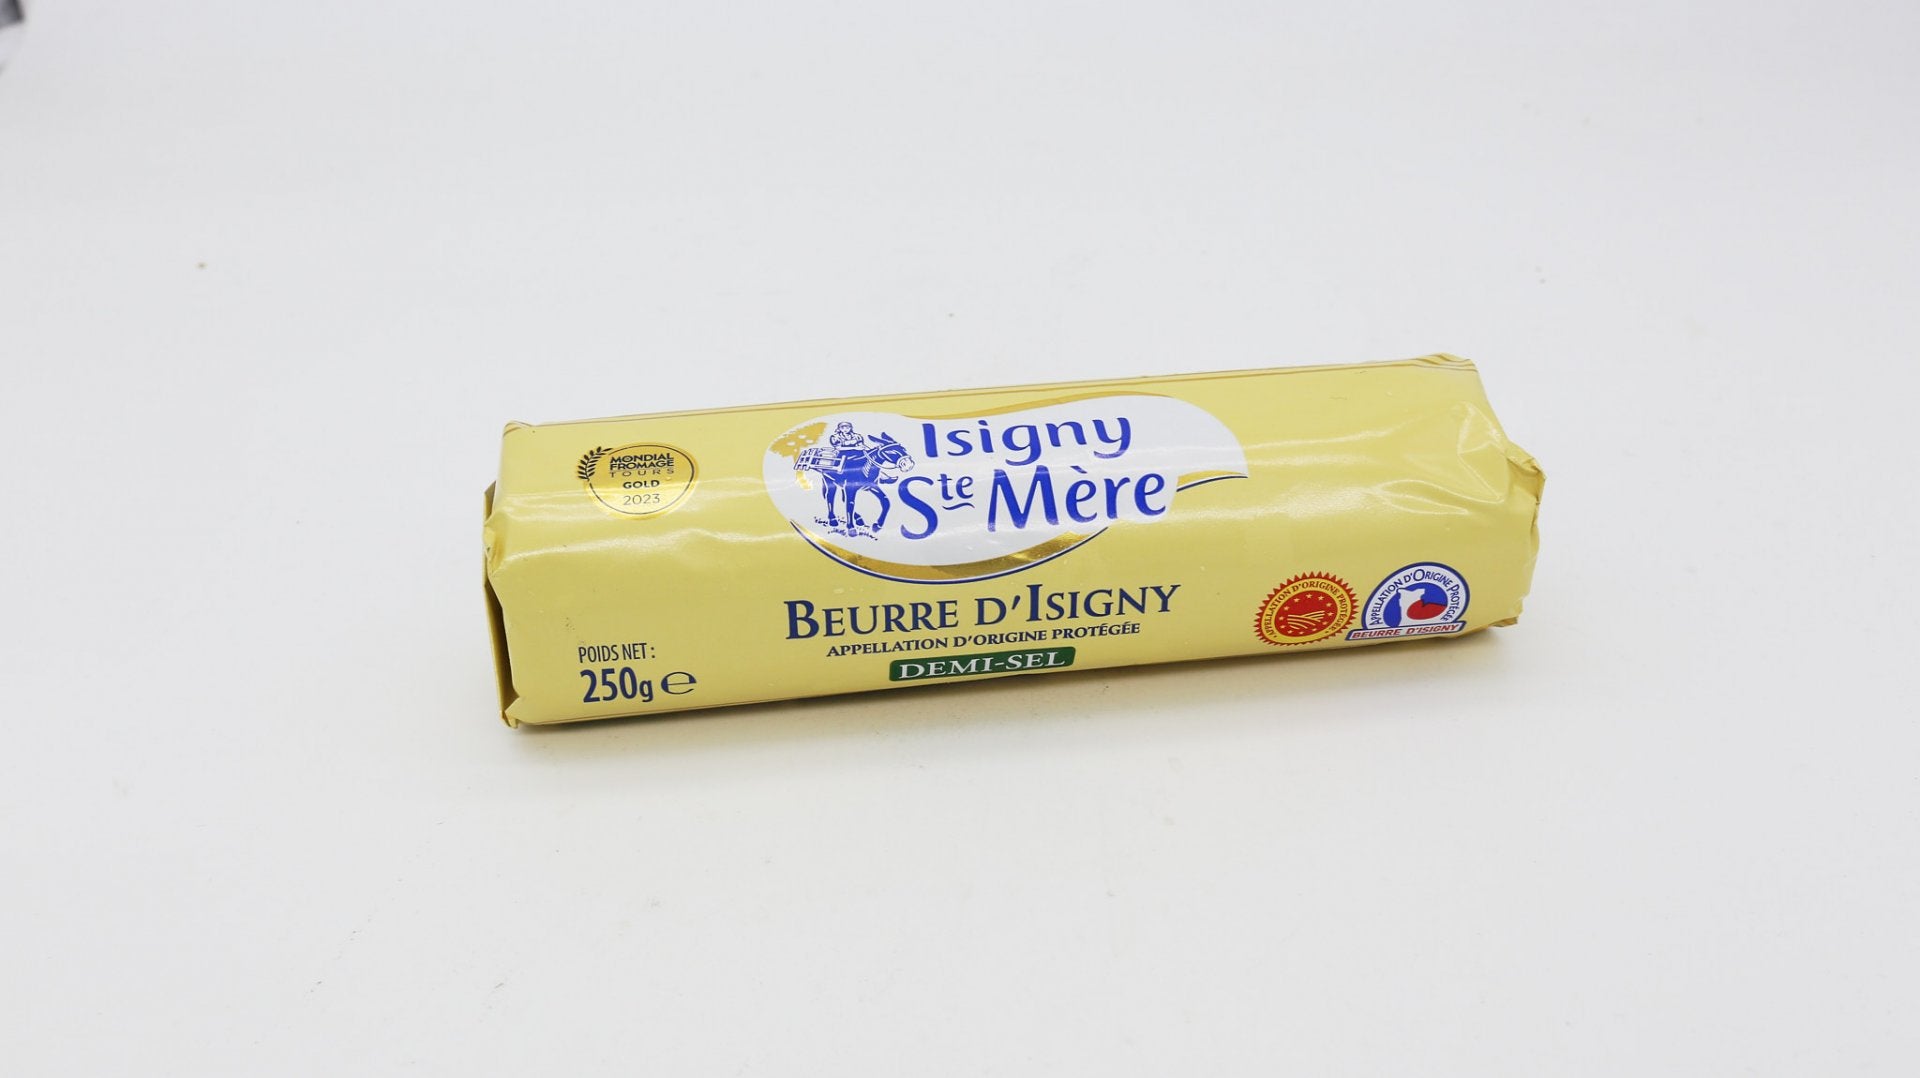 MONDIAL
FROMAGE
TOURS
GOLD
2023
Isigny
Ste Mère
BEURRE D'ISIGNY
APPELLATION D'ORIGINE PROTÉGÉE
DEMI-SEL
POIDS NET :
250g e
APPELLATION D'ORIGINE PROTÉGÉE
APPELLATION D'ORIGINE PROTÉGÉE
BEURRE D'ISIGNY